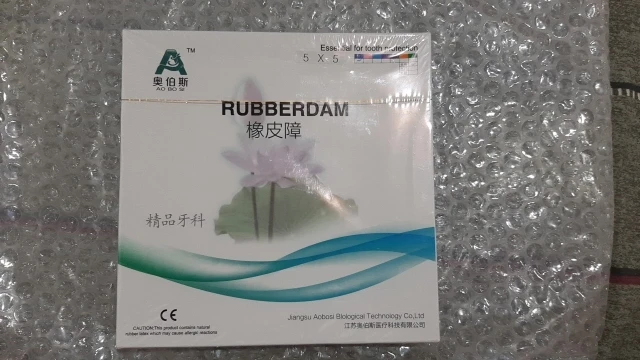 TM
奥伯斯
AO BO SI
Essential for tooth protection
5 X 5
RUBBERDAM
橡皮障
精品牙科
CE
CAUTION:This product contains natural
rubber latex which may cause allergic reactions
Jiangsu Aobosi Biological Technology Co,Ltd
江苏奥伯斯医疗科技有限公司